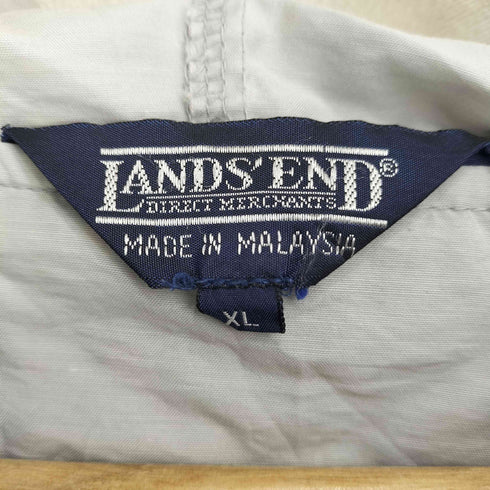 LANDS' END®
DIRECT MERCHANTS
MADE IN MALAYSIA
XL